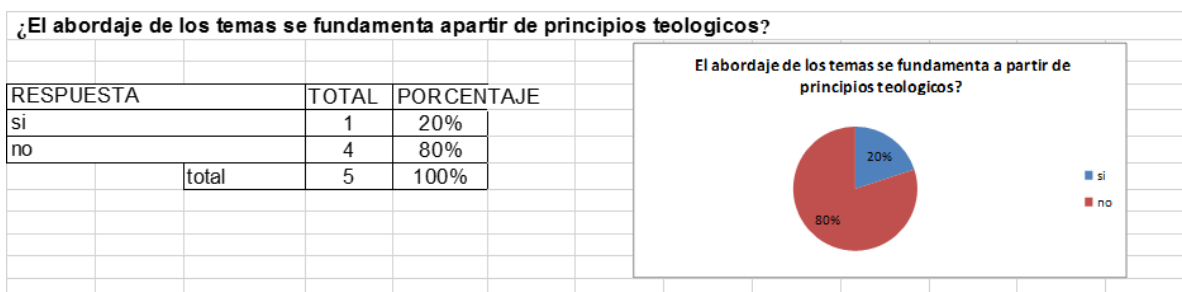 ¿El abordaje de los temas se fundamenta apartir de principios teologicos?
RESPUESTA TOTAL PORCENTAJE
si 1 20%
no 4 80%
total 5 100%
El abordaje de los temas se fundamenta a partir de
principios teologicos?
20%
80%
si
no